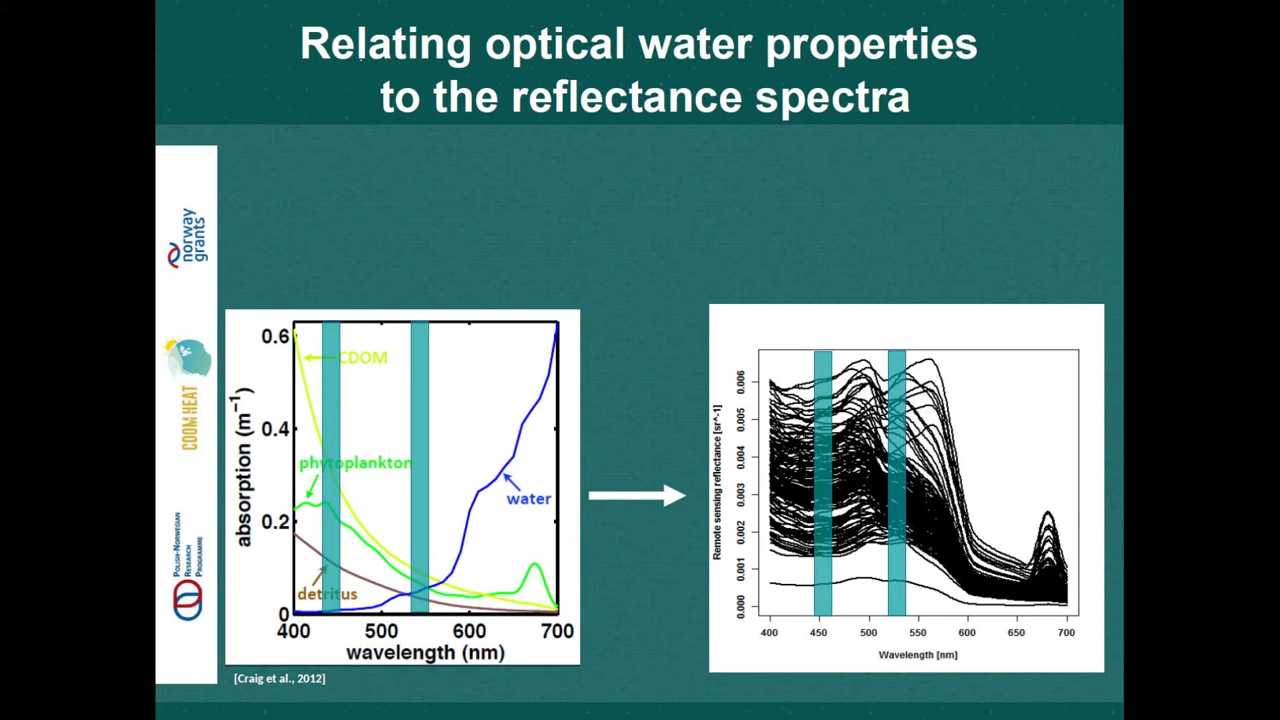 Relating optical water properties
to the reflectance spectra
norway
grants
CDOM HEAT
POLISH-NORWEGIAN
RESEARCH
PROGRAMME
absorption (m⁻¹)
0.6
0.4
0.2
0
CDOM
phytoplankton
water
detritus
400 500 600 700
wavelength (nm)
[Craig et al., 2012]
Remote sensing reflectance [sr^-1]
0.006
0.005
0.004
0.003
0.002
0.001
0.000
400 450 500 550 600 650 700
Wavelength [nm]